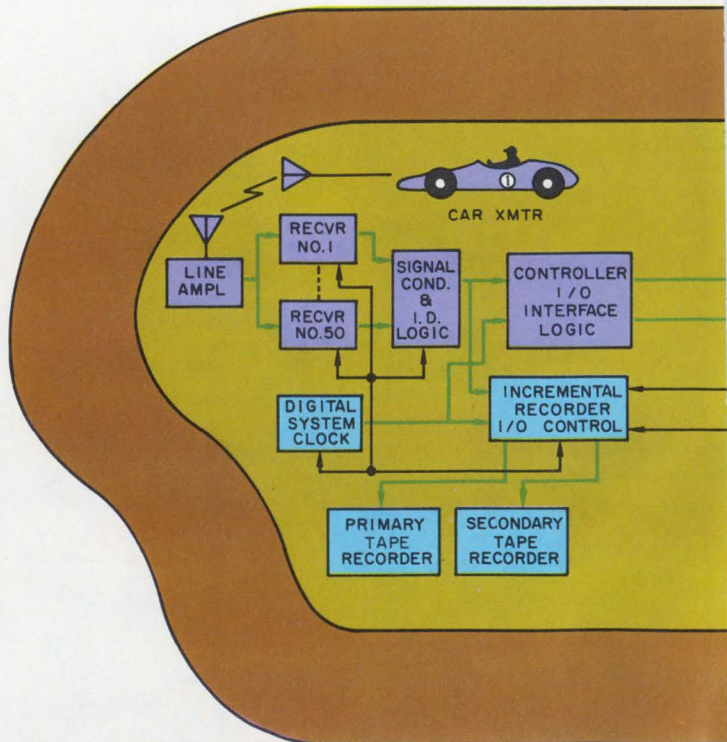 1
CAR XMTR
RECVR
NO.1
LINE
AMPL
SIGNAL
COND.
&
I.D.
LOGIC
CONTROLLER
I/O
INTERFACE
LOGIC
RECVR
NO.50
DIGITAL
SYSTEM
CLOCK
INCREMENTAL
RECORDER
I/O CONTROL
PRIMARY
TAPE
RECORDER
SECONDARY
TAPE
RECORDER